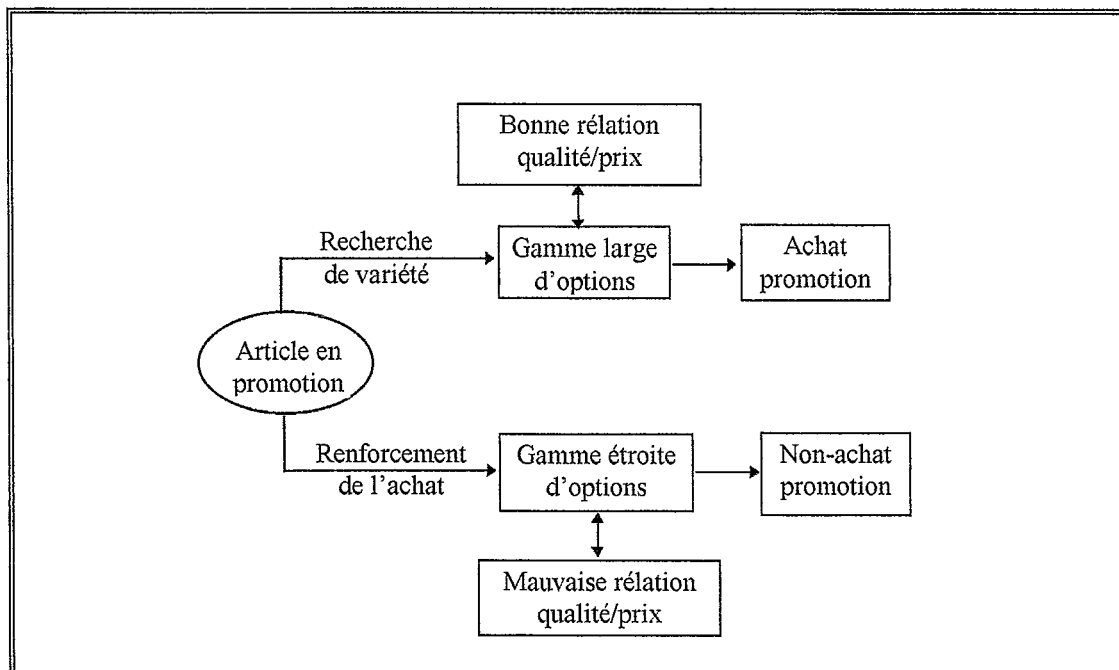 Bonne rélation
qualité/prix
Recherche
de variété
Gamme large
d'options
Achat
promotion
Article en
promotion
Renforcement
de l'achat
Gamme étroite
d'options
Non-achat
promotion
Mauvaise rélation
qualité/prix